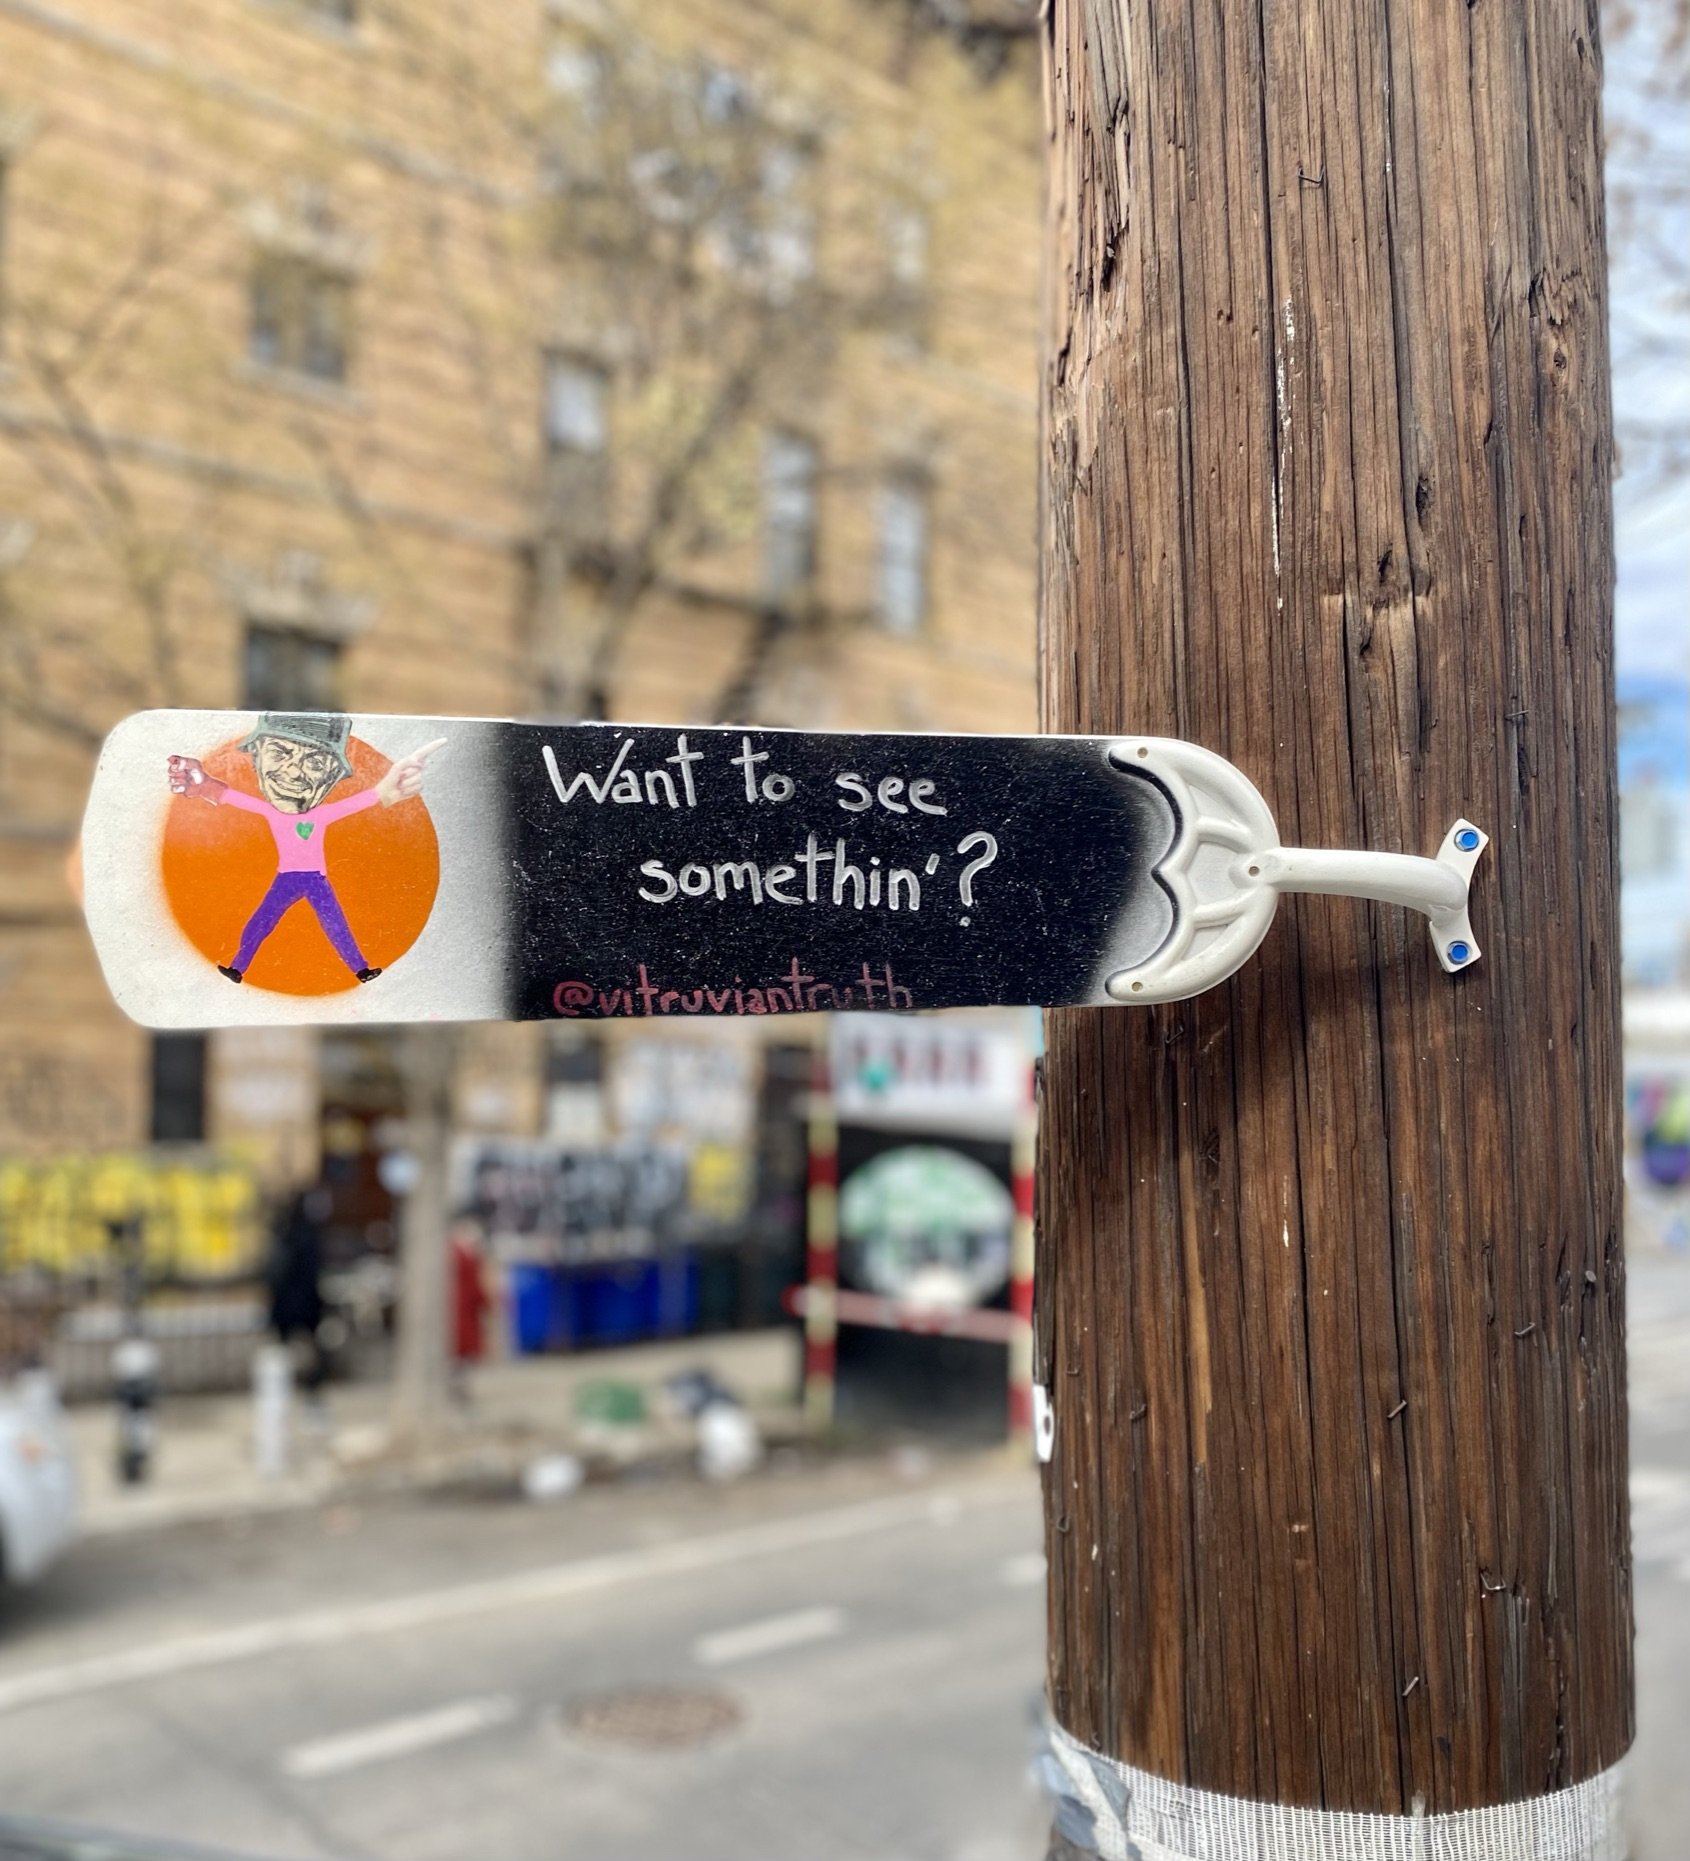 Want to see
somethin'?
@vitruviantruth